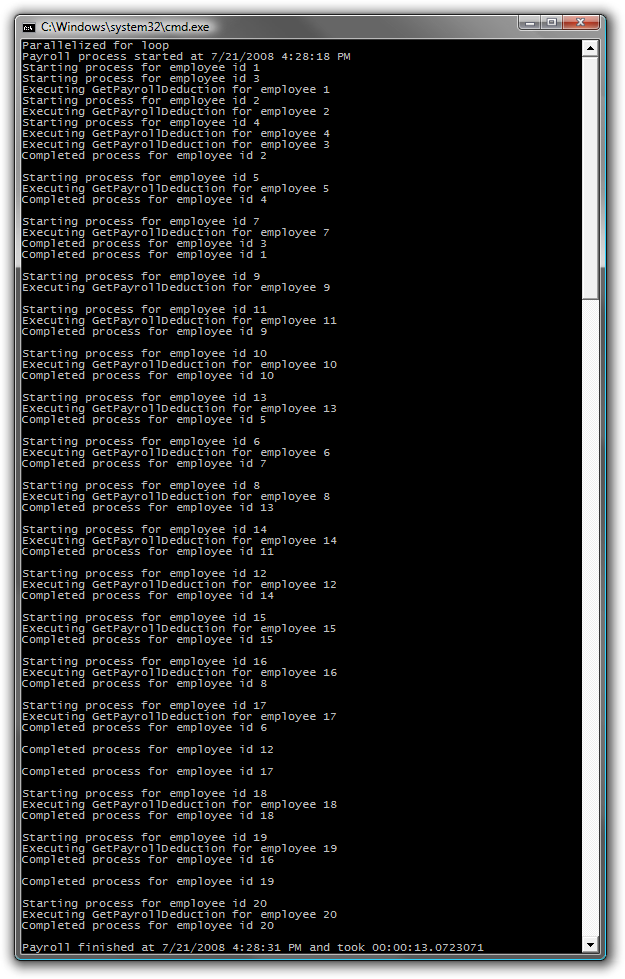 C:\Windows\system32\cmd.exe
Parallelized for loop
Payroll process started at 7/21/2008 4:28:18 PM
Starting process for employee id 1
Starting process for employee id 3
Executing GetPayrollDeduction for employee 1
Starting process for employee id 2
Executing GetPayrollDeduction for employee 2
Starting process for employee id 4
Executing GetPayrollDeduction for employee 4
Executing GetPayrollDeduction for employee 3
Completed process for employee id 2
Starting process for employee id 5
Executing GetPayrollDeduction for employee 5
Completed process for employee id 4
Starting process for employee id 7
Executing GetPayrollDeduction for employee 7
Completed process for employee id 3
Completed process for employee id 1
Starting process for employee id 9
Executing GetPayrollDeduction for employee 9
Starting process for employee id 11
Executing GetPayrollDeduction for employee 11
Completed process for employee id 9
Starting process for employee id 10
Executing GetPayrollDeduction for employee 10
Completed process for employee id 10
Starting process for employee id 13
Executing GetPayrollDeduction for employee 13
Completed process for employee id 5
Starting process for employee id 6
Executing GetPayrollDeduction for employee 6
Completed process for employee id 7
Starting process for employee id 8
Executing GetPayrollDeduction for employee 8
Completed process for employee id 13
Starting process for employee id 14
Executing GetPayrollDeduction for employee 14
Completed process for employee id 11
Starting process for employee id 12
Executing GetPayrollDeduction for employee 12
Completed process for employee id 14
Starting process for employee id 15
Executing GetPayrollDeduction for employee 15
Completed process for employee id 15
Starting process for employee id 16
Executing GetPayrollDeduction for employee 16
Completed process for employee id 8
Starting process for employee id 17
Executing GetPayrollDeduction for employee 17
Completed process for employee id 6
Completed process for employee id 12
Completed process for employee id 17
Starting process for employee id 18
Executing GetPayrollDeduction for employee 18
Completed process for employee id 18
Starting process for employee id 19
Executing GetPayrollDeduction for employee 19
Completed process for employee id 16
Completed process for employee id 19
Starting process for employee id 20
Executing GetPayrollDeduction for employee 20
Completed process for employee id 20
Payroll finished at 7/21/2008 4:28:31 PM and took 00:00:13.0723071